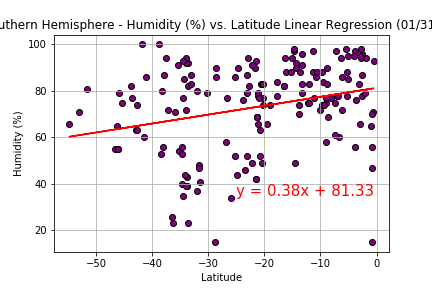 uthern Hemisphere - Humidity (%) vs. Latitude Linear Regression (01/31
100
80
60
40
20
Humidity (%)
y = 0.38x + 81.33
−50 −40 −30 −20 −10 0
Latitude